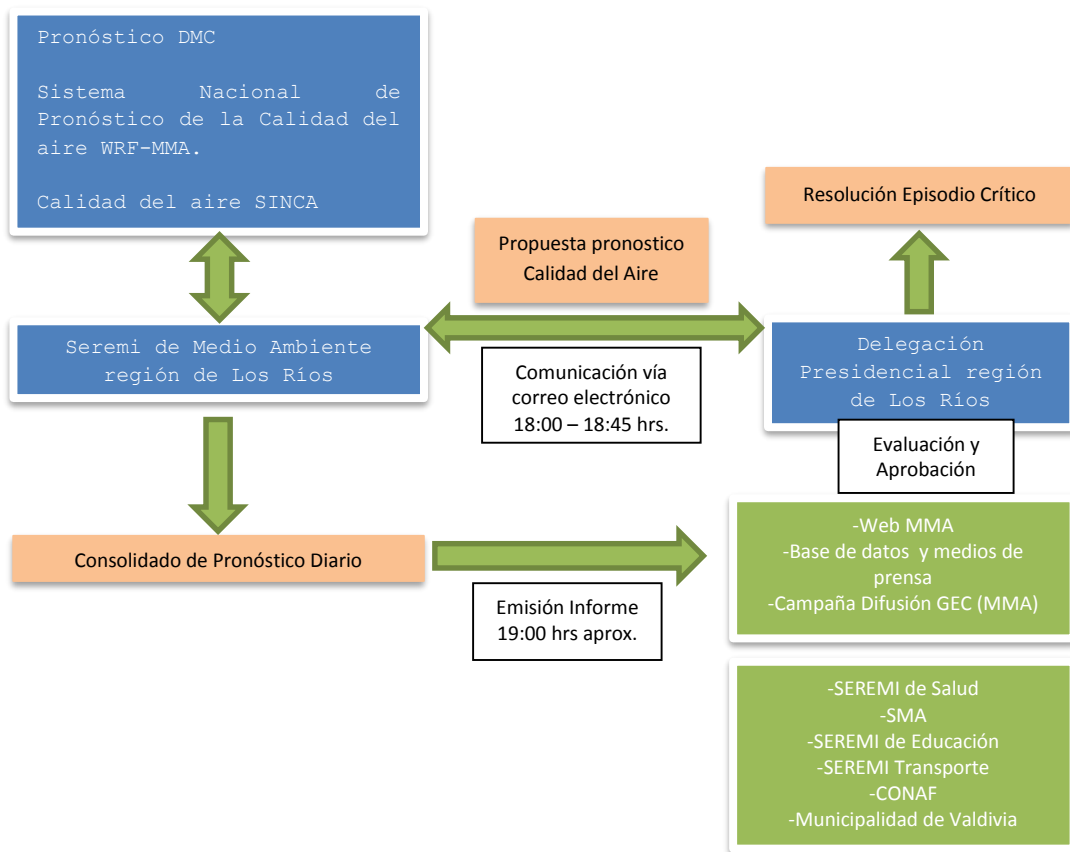 Pronóstico DMC
Sistema Nacional de
Pronóstico de la Calidad del
aire WRF-MMA.
Calidad del aire SINCA
Resolución Episodio Crítico
Propuesta pronostico
Calidad del Aire
Seremi de Medio Ambiente
región de Los Ríos
Comunicación vía
correo electrónico
18:00 – 18:45 hrs.
Delegación
Presidencial región
de Los Ríos
Evaluación y
Aprobación
Consolidado de Pronóstico Diario
Emisión Informe
19:00 hrs aprox.
-Web MMA
-Base de datos y medios de
prensa
-Campaña Difusión GEC (MMA)
-SEREMI de Salud
-SMA
-SEREMI de Educación
-SEREMI Transporte
-CONAF
-Municipalidad de Valdivia